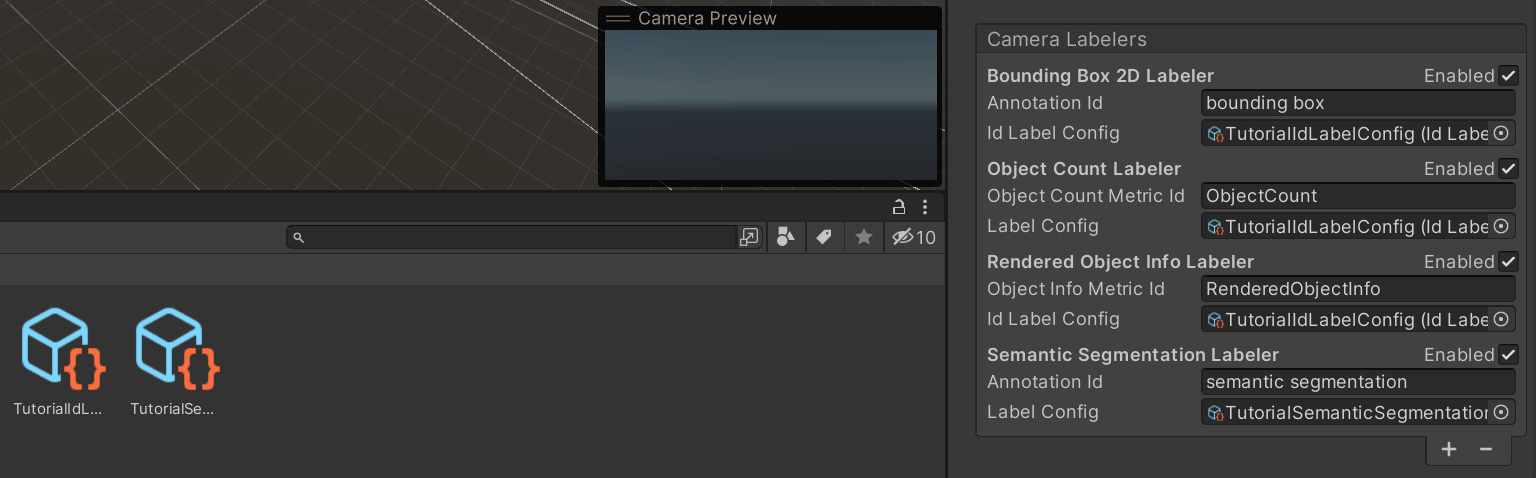 Camera Preview
10
TutorialIdL...
TutorialSe...
Camera Labelers
Bounding Box 2D Labeler Enabled
Annotation Id bounding box
Id Label Config TutorialIdLabelConfig (Id Labe
Object Count Labeler Enabled
Object Count Metric Id ObjectCount
Label Config TutorialIdLabelConfig (Id Labe
Rendered Object Info Labeler Enabled
Object Info Metric Id RenderedObjectInfo
Id Label Config TutorialIdLabelConfig (Id Labe
Semantic Segmentation Labeler Enabled
Annotation Id semantic segmentation
Label Config TutorialSemanticSegmentation